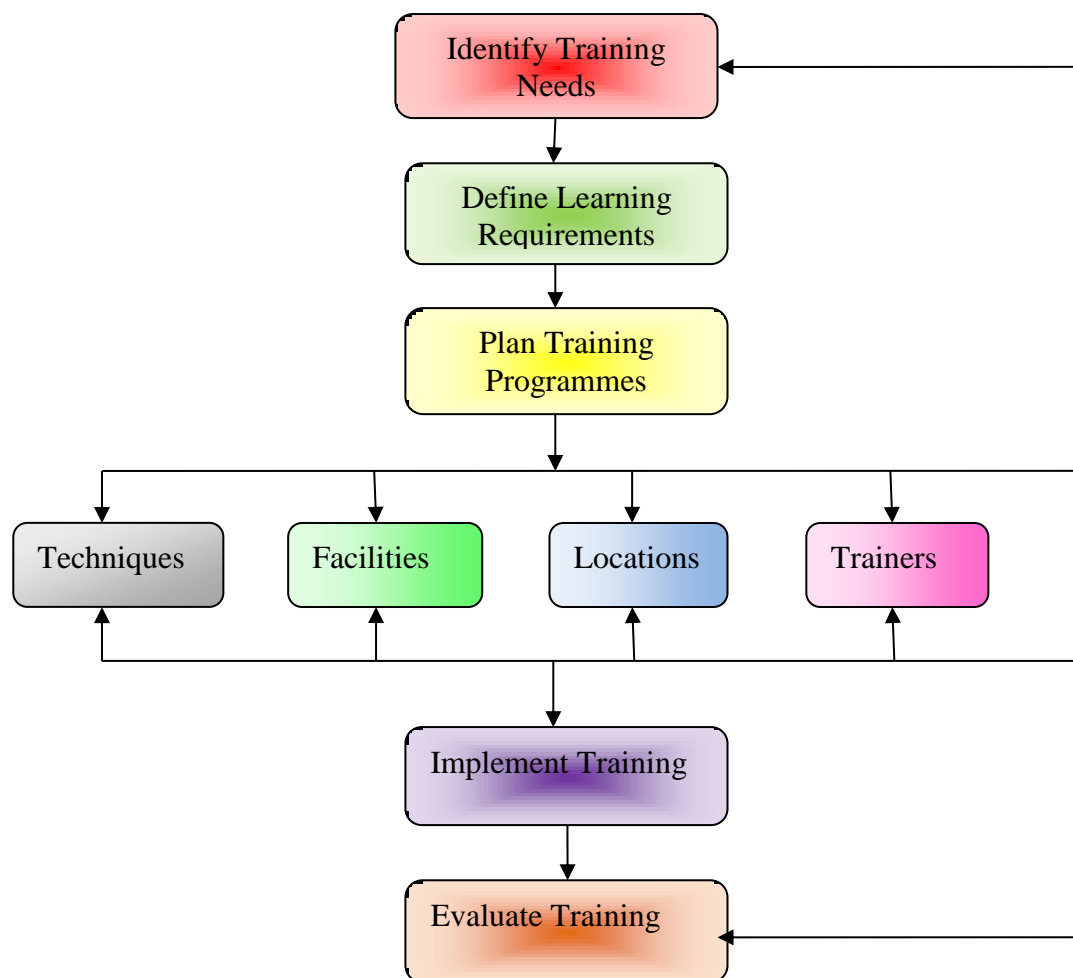 Identify Training
Needs
Define Learning
Requirements
Plan Training
Programmes
Techniques
Facilities
Locations
Trainers
Implement Training
Evaluate Training